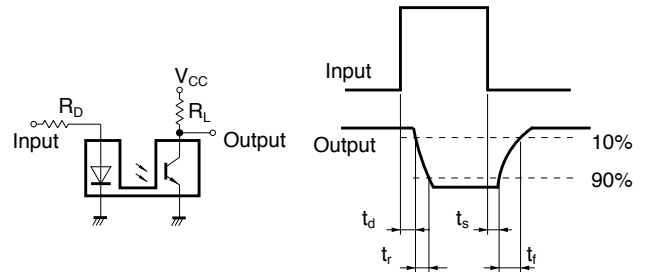 V_CC
R_D
R_L
Input
Output
Input
Output
10%
90%
t_d
t_s
t_r
t_f